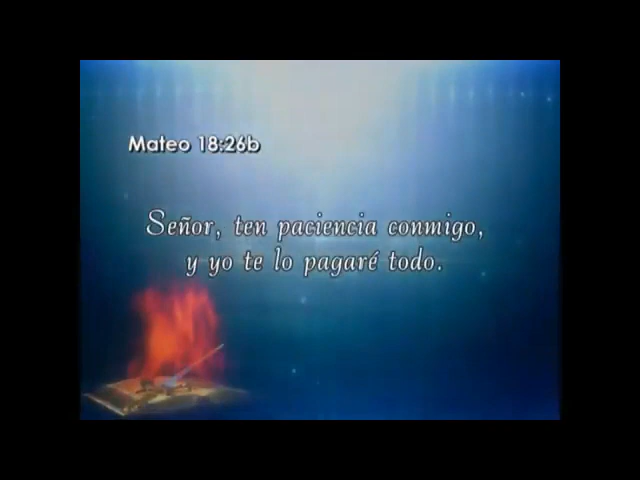 Mateo 18:26b
Señor, ten paciencia conmigo,
y yo te lo pagaré todo.